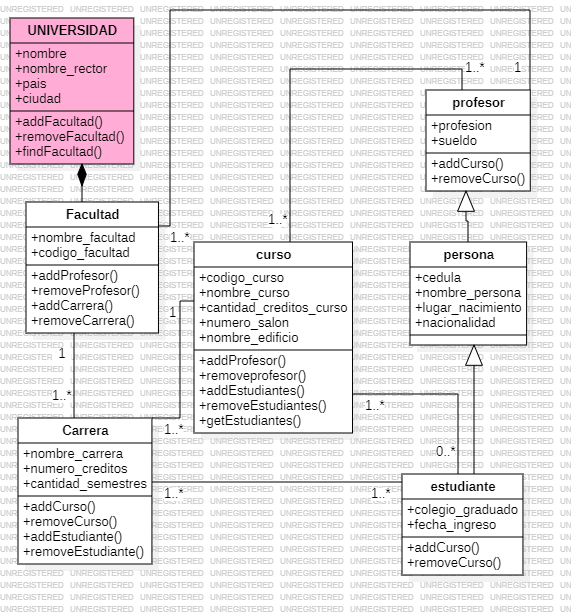 UNIVERSIDAD
+nombre
+nombre_rector
+pais
+ciudad
+addFacultad()
+removeFacultad()
+findFacultad()
1..*
1
profesor
+profesion
+sueldo
+addCurso()
+removeCurso()
Facultad
+nombre_facultad
+codigo_facultad
+addProfesor()
+removeProfesor()
+addCarrera()
+removeCarrera()
1..*
1..*
curso
+codigo_curso
+nombre_curso
+cantidad_creditos_curso
+numero_salon
+nombre_edificio
+addProfesor()
+removeprofesor()
+addEstudiantes()
+removeEstudiantes()
+getEstudiantes()
persona
+cedula
+nombre_persona
+lugar_nacimiento
+nacionalidad
1
1
1..*
1..*
1..*
0..*
Carrera
+nombre_carrera
+numero_creditos
+cantidad_semestres
+addCurso()
+removeCurso()
+addEstudiante()
+removeEstudiante()
1..*
1..*
estudiante
+colegio_graduado
+fecha_ingreso
+addCurso()
+removeCurso()
UNREGISTERED